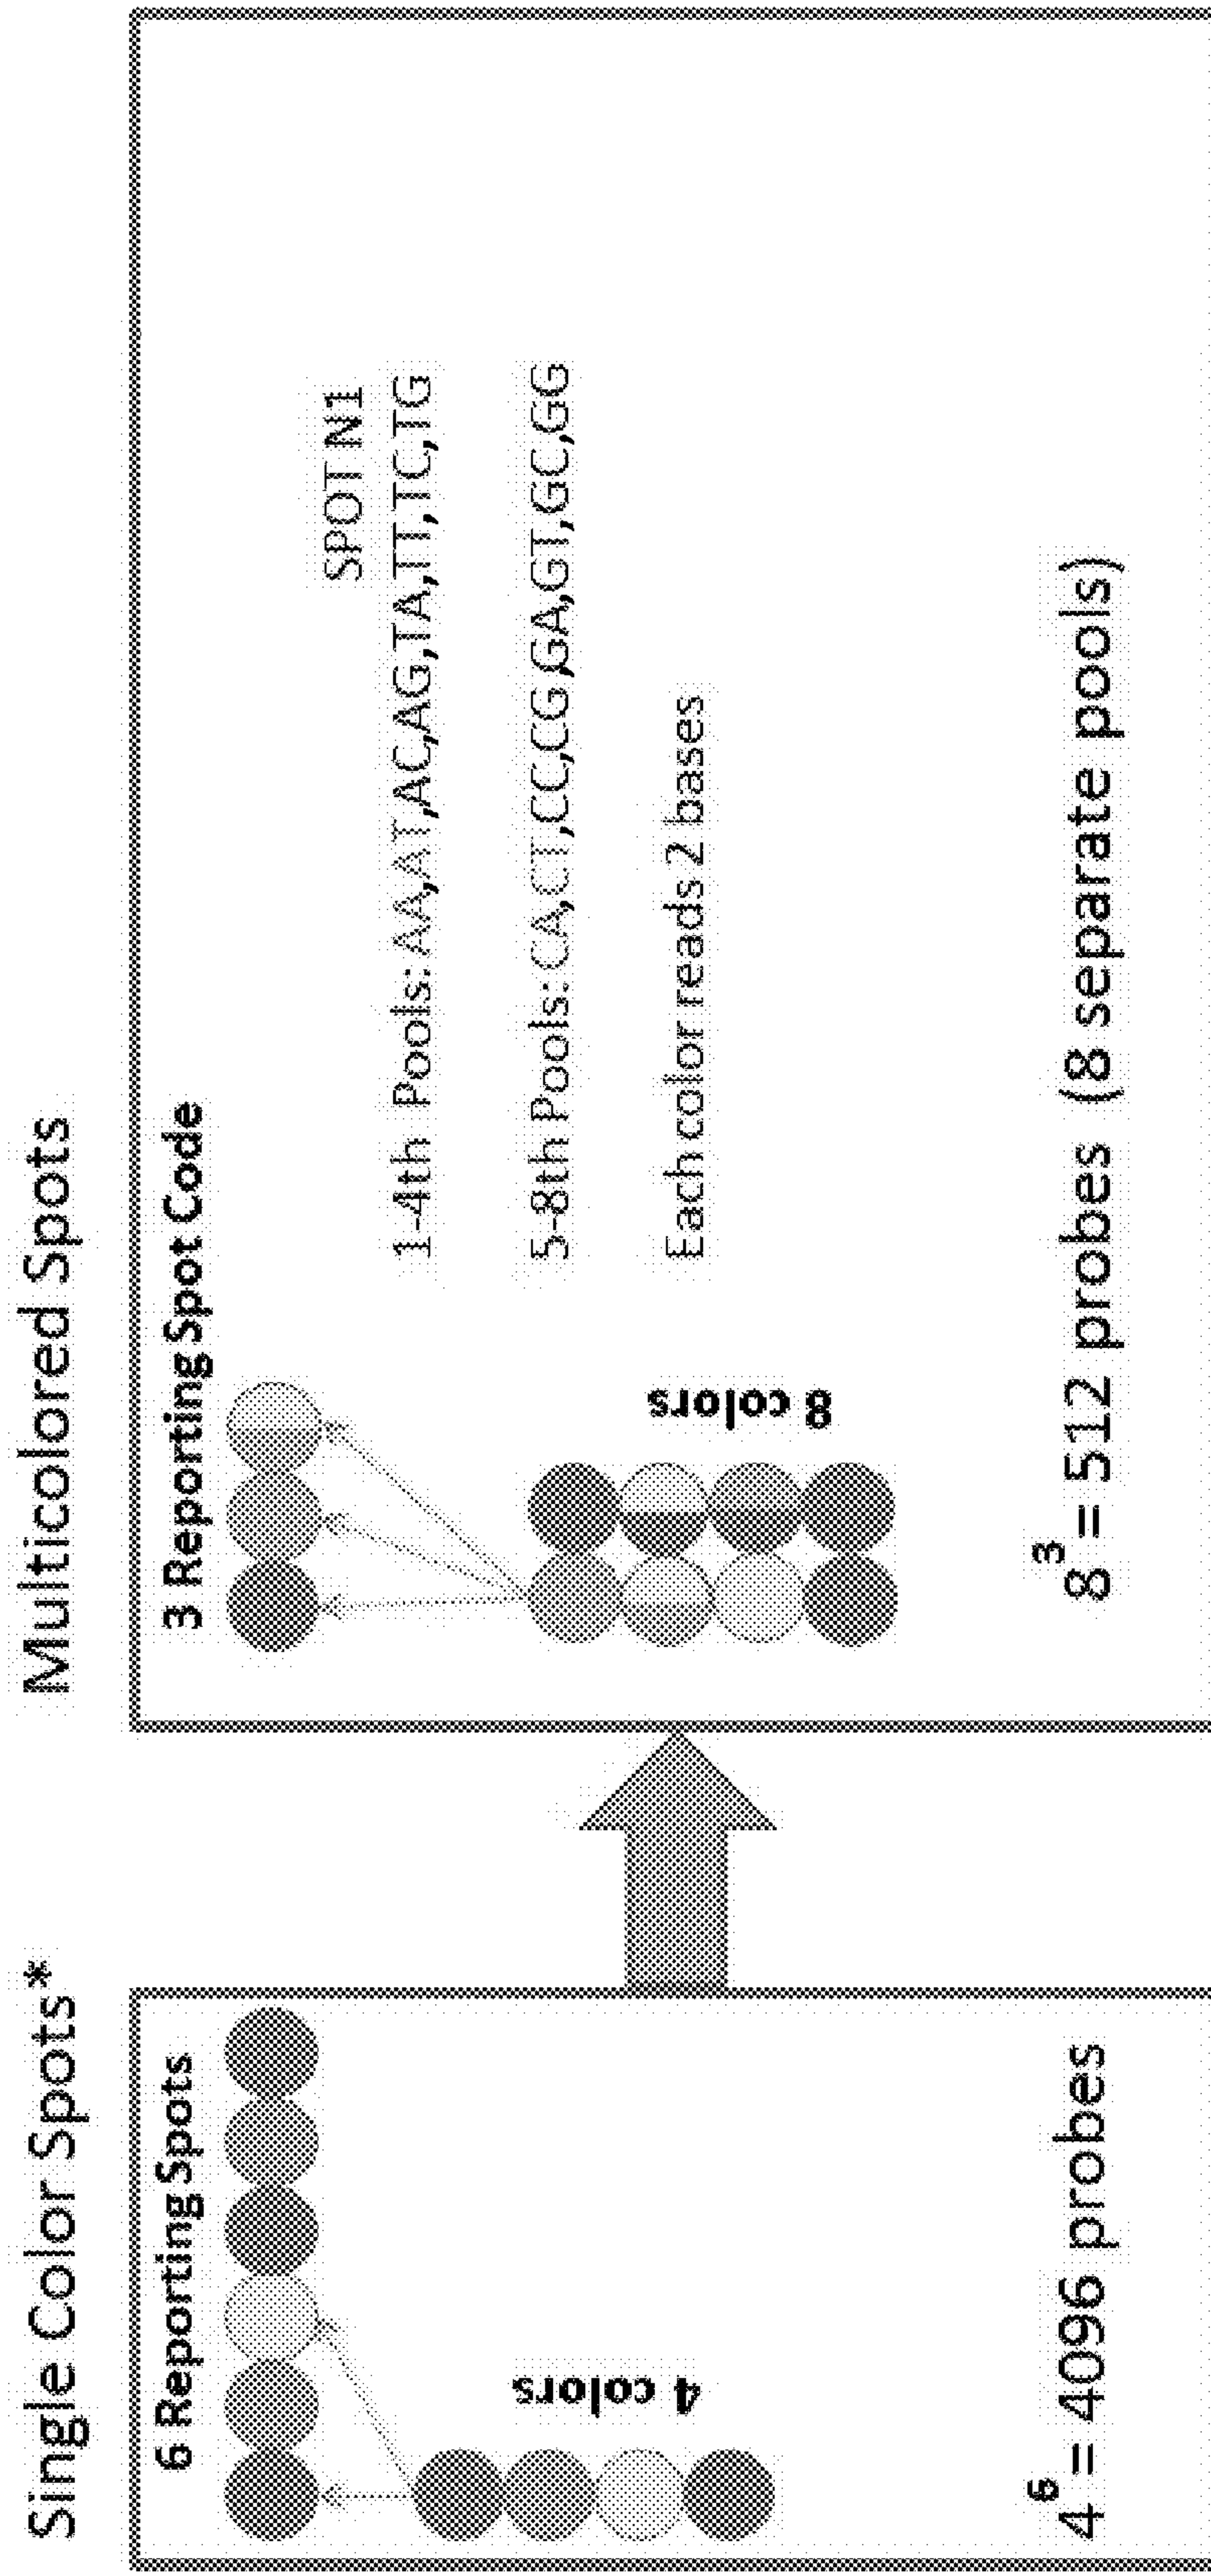 Single Color Spots*
6 Reporting Spots
4 colors
4^6 = 4096 probes
Multicolored Spots
3 Reporting Spot Code
SPOT N1
1-4th Pools: AA,AT,AC,AG,TA,TT,TC,TG
5-8th Pools: CA,CT,CC,CG,GA,GT,GC,GG
Each color reads 2 bases
8 colors
8^3 = 512 probes (8 separate pools)